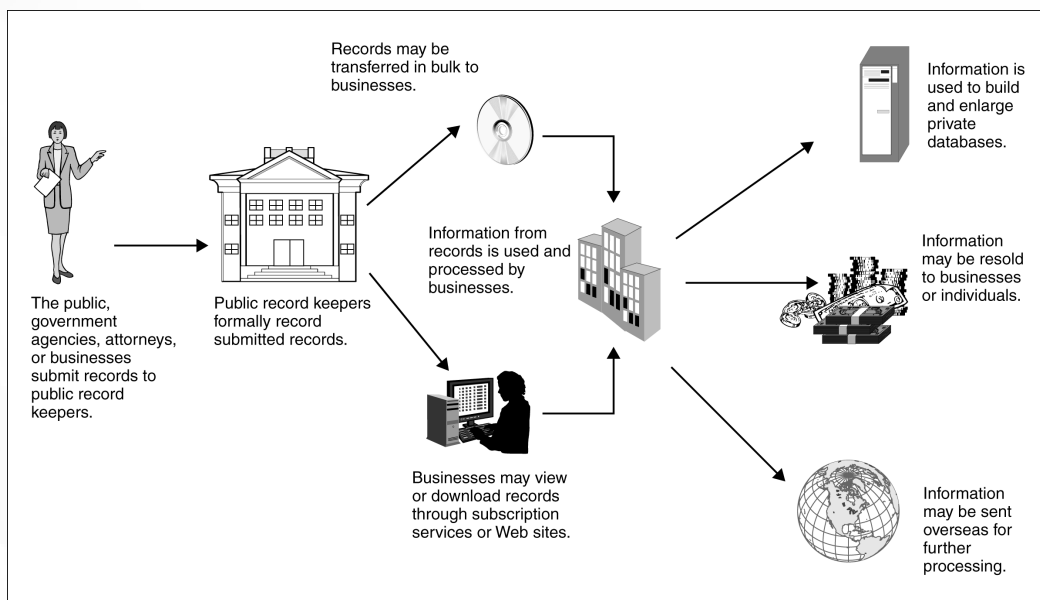 The public,
government
agencies, attorneys,
or businesses
submit records to
public record
keepers.
Public record keepers
formally record
submitted records.
Records may be
transferred in bulk to
businesses.
Businesses may view
or download records
through subscription
services or Web sites.
Information from
records is used and
processed by
businesses.
Information is
used to build
and enlarge
private
databases.
Information
may be resold
to businesses
or individuals.
Information
may be sent
overseas for
further
processing.